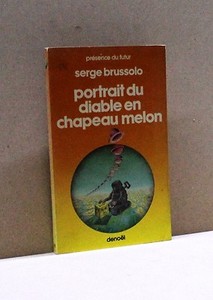 présence du futur
serge brussolo
portrait du
diable en
chapeau melon
denoël